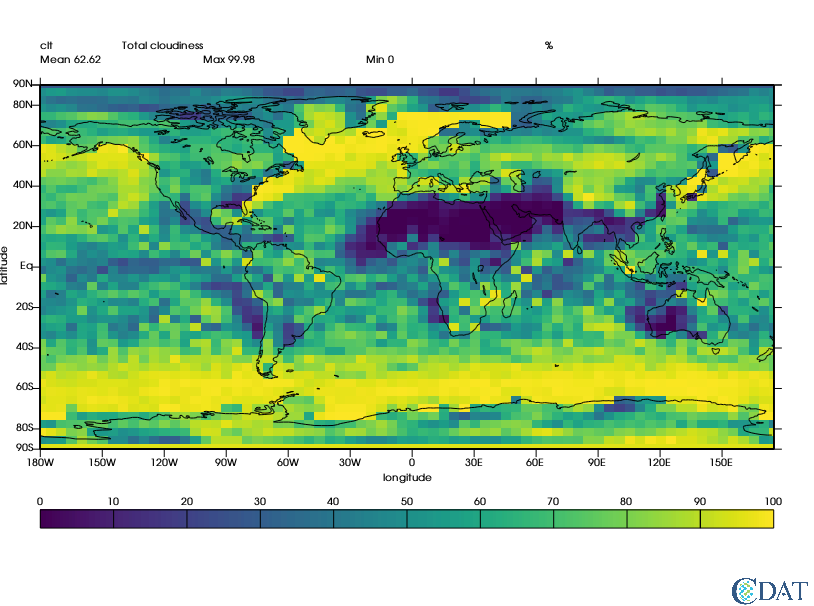 clt Total cloudiness %
Mean 62.62 Max 99.98 Min 0
90N
80N
60N
40N
20N
Eq
20S
40S
60S
80S
90S
latitude
180W 150W 120W 90W 60W 30W 0 30E 60E 90E 120E 150E
longitude
0 10 20 30 40 50 60 70 80 90 100
CDAT